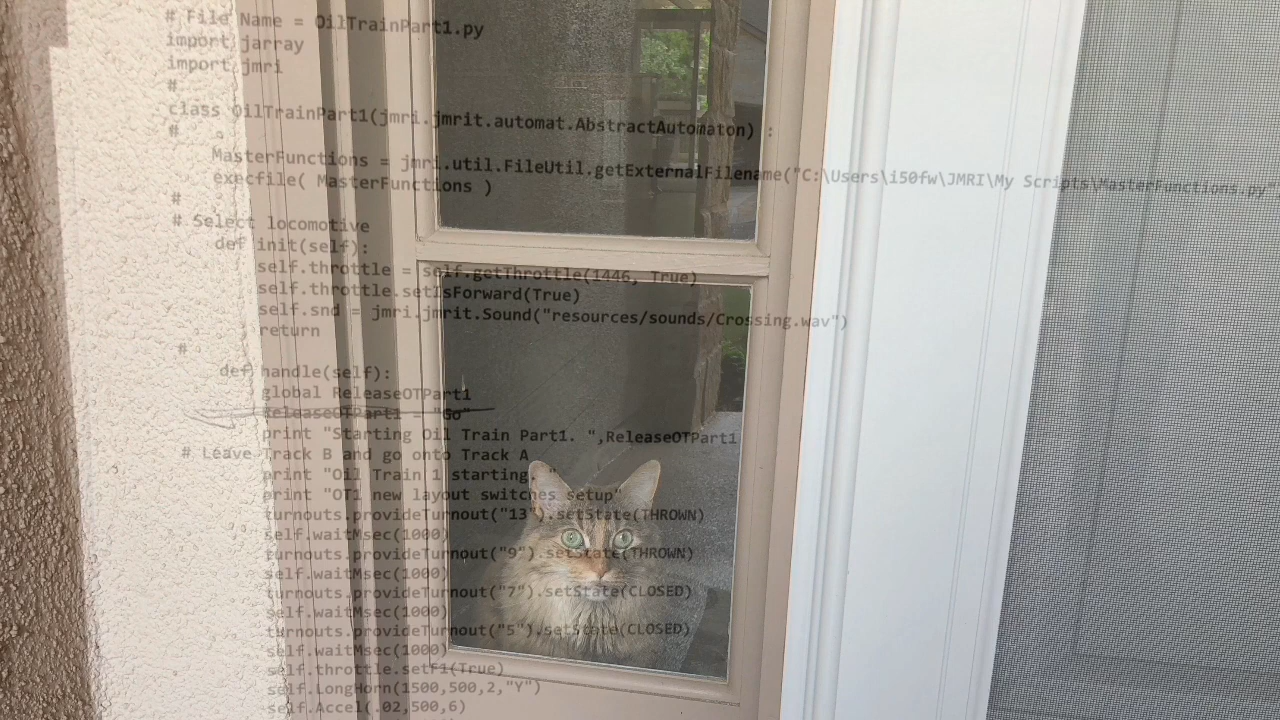 # File Name = OilTrainPart1.py
import jarray
import jmri
#
class OilTrainPart1(jmri.jmrit.automat.AbstractAutomaton) :
#
MasterFunctions = jmri.util.FileUtil.getExternalFilename("C:\Users\i50fw\JMRI\My Scripts\MasterFunctions.py"
execfile( MasterFunctions )
#
# Select locomotive
def init(self):
self.throttle = self.getThrottle(1446, True)
self.throttle.setIsForward(True)
self.snd = jmri.jmrit.Sound("resources/sounds/Crossing.wav")
return
#
def handle(self):
global ReleaseOTPart1
ReleaseOTPart1 = "Go"
print "Starting Oil Train Part1. ",ReleaseOTPart1
# Leave Track B and go onto Track A
print "Oil Train 1 starting."
print "OT1 new layout switches setup"
turnouts.provideTurnout("13").setState(THROWN)
self.waitMsec(1000)
turnouts.provideTurnout("9").setState(THROWN)
self.waitMsec(1000)
turnouts.provideTurnout("7").setState(CLOSED)
self.waitMsec(1000)
turnouts.provideTurnout("5").setState(CLOSED)
self.waitMsec(1000)
self.throttle.setF1(True)
self.LongHorn(1500,500,2,"Y")
self.Accel(.02,500,6)